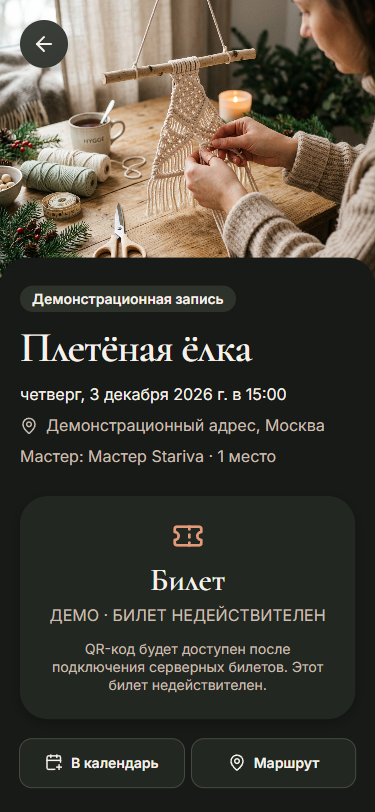 HYGGE
Демонстрационная запись
Плетёная ёлка
четверг, 3 декабря 2026 г. в 15:00
Демонстрационный адрес, Москва
Мастер: Мастер Stariva · 1 место
Билет
ДЕМО · БИЛЕТ НЕДЕЙСТВИТЕЛЕН
QR-код будет доступен после
подключения серверных билетов. Этот
билет недействителен.
В календарь
Маршрут